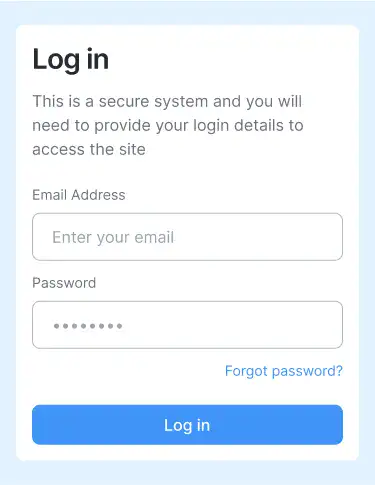 Log in
This is a secure system and you will
need to provide your login details to
access the site
Email Address
Enter your email
Password
••••••••
Forgot password?
Log in